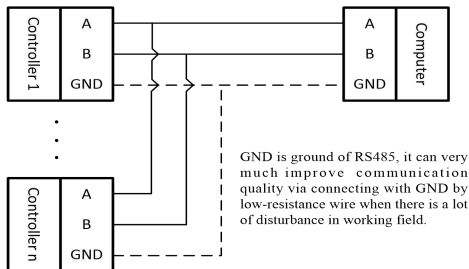 Controller 1
A
B
GND
A
B
GND
Computer
Controller n
A
B
GND
GND is ground of RS485, it can very
much improve communication
quality via connecting with GND by
low-resistance wire when there is a lot
of disturbance in working field.